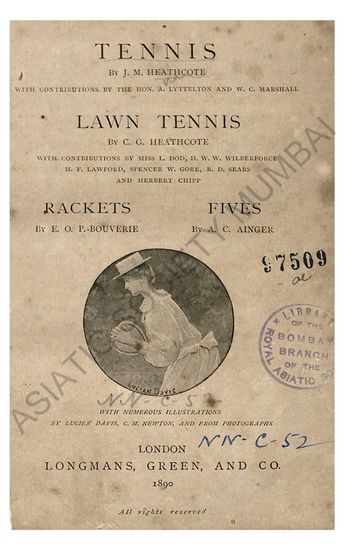 TENNIS
BY J. M. HEATHCOTE
WITH CONTRIBUTIONS BY THE HON. A. LYTTELTON AND W. C. MARSHALL
LAWN TENNIS
BY C. G. HEATHCOTE
WITH CONTRIBUTIONS BY MISS L. DOD, H. W. W. WILBERFORCE
H. F. LAWFORD, SPENCER W. GORE, R. D. SEARS
AND HERBERT CHIPP
RACKETS
BY E. O. P.-BOUVERIE
FIVES
BY A. C. AINGER
97509
LIBRARY
OF THE
BOMBAY
BRANCH
OF THE
ROYAL ASIATIC SO
LUCIEN DAVIS
NN-C-52
WITH NUMEROUS ILLUSTRATIONS
BY LUCIEN DAVIS, C. M. NEWTON, AND FROM PHOTOGRAPHS
NN-C-52
LONDON
LONGMANS, GREEN, AND CO.
1890
All rights reserved
ASIATIC SOCIETY MUMBAI